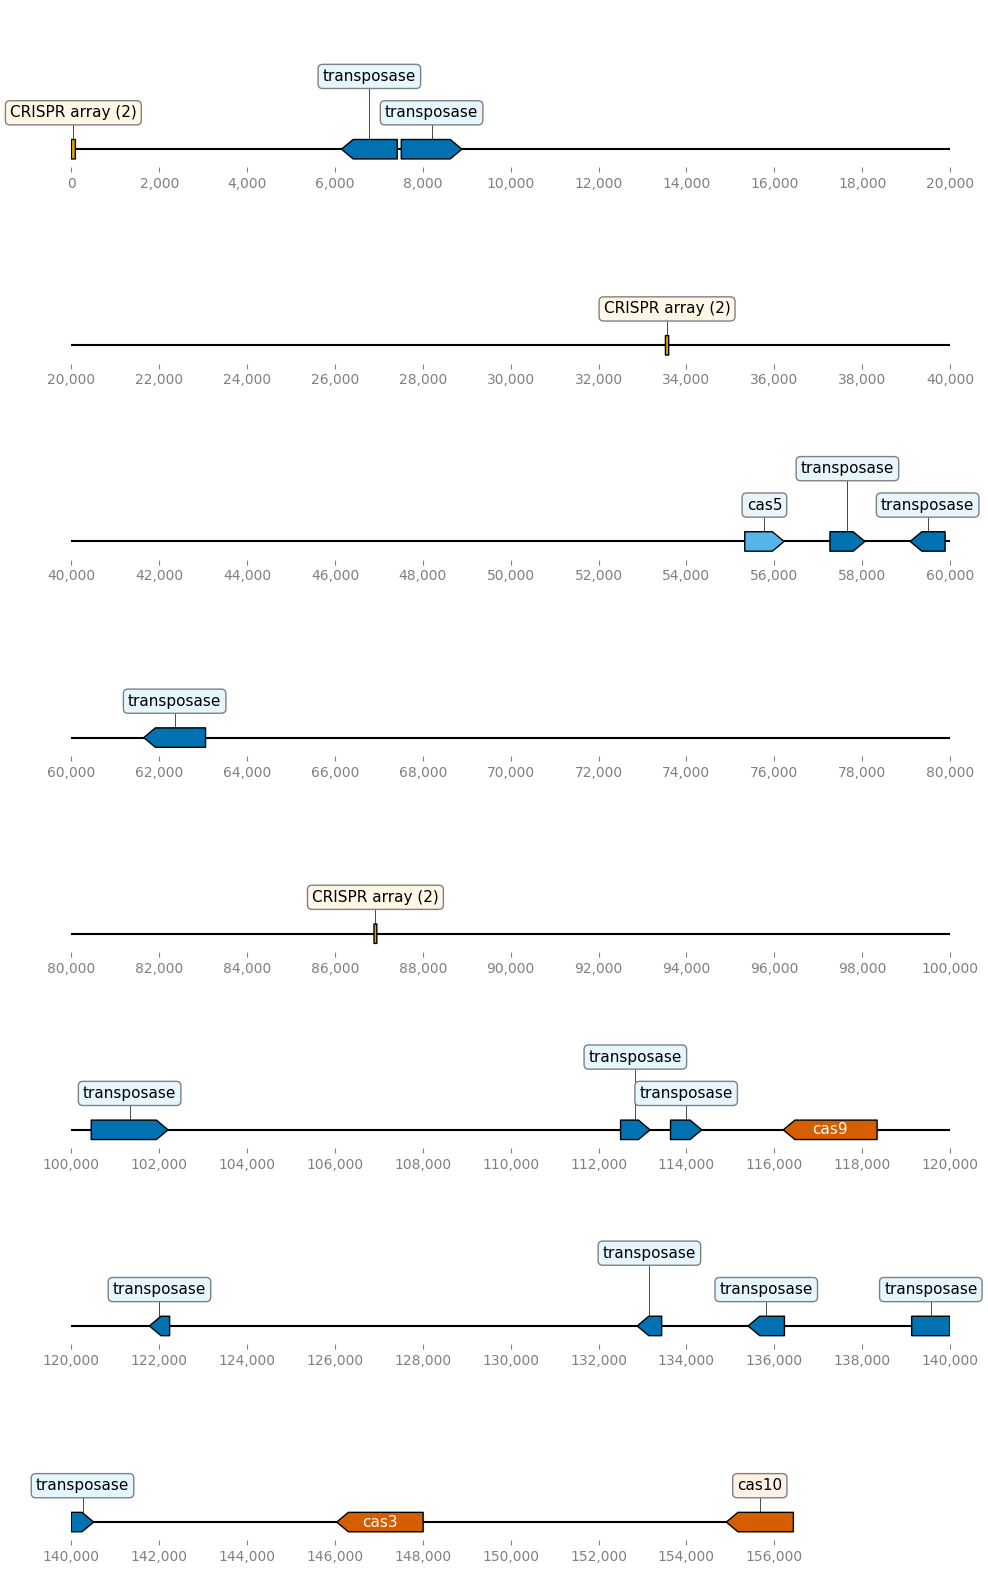 transposase
CRISPR array (2) transposase
0 2,000 4,000 6,000 8,000 10,000 12,000 14,000 16,000 18,000 20,000
CRISPR array (2)
20,000 22,000 24,000 26,000 28,000 30,000 32,000 34,000 36,000 38,000 40,000
transposase
cas5 transposase
40,000 42,000 44,000 46,000 48,000 50,000 52,000 54,000 56,000 58,000 60,000
transposase
60,000 62,000 64,000 66,000 68,000 70,000 72,000 74,000 76,000 78,000 80,000
CRISPR array (2)
80,000 82,000 84,000 86,000 88,000 90,000 92,000 94,000 96,000 98,000 100,000
transposase
transposase transposase
cas9
100,000 102,000 104,000 106,000 108,000 110,000 112,000 114,000 116,000 118,000 120,000
transposase
transposase transposase transposase
120,000 122,000 124,000 126,000 128,000 130,000 132,000 134,000 136,000 138,000 140,000
transposase cas10
cas3
140,000 142,000 144,000 146,000 148,000 150,000 152,000 154,000 156,000